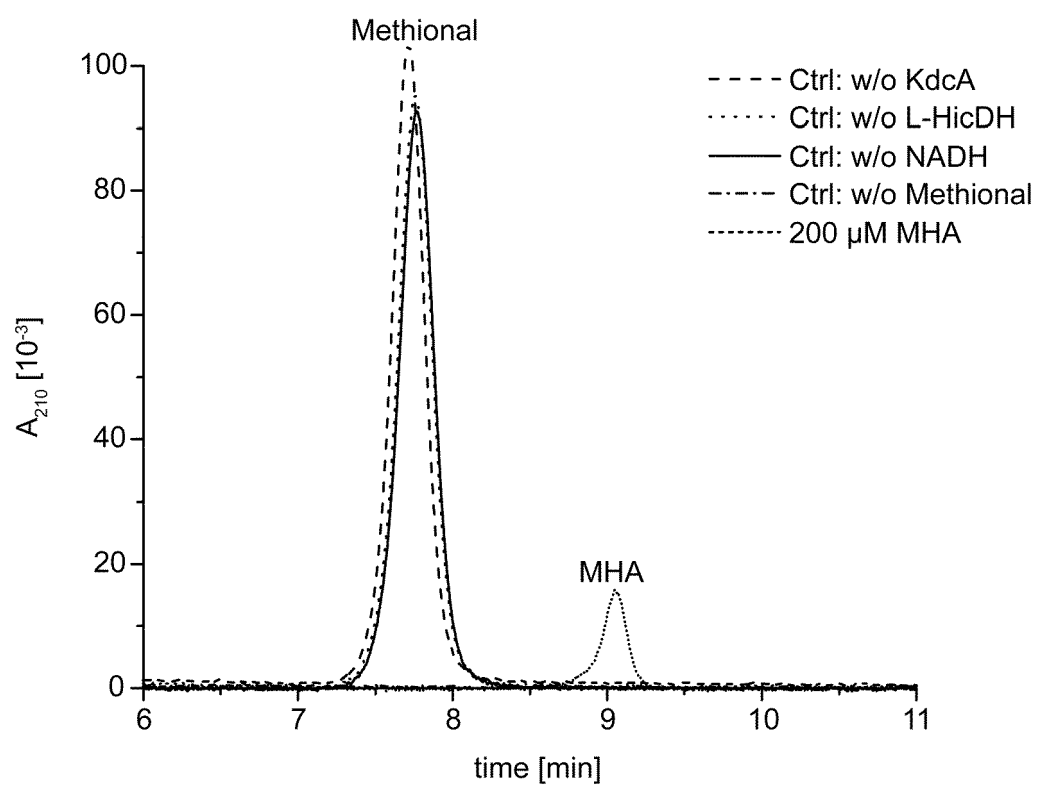 Methional
100
80
60
40
20
0
A210 [10-3]
Ctrl: w/o KdcA
Ctrl: w/o L-HicDH
Ctrl: w/o NADH
Ctrl: w/o Methional
200 µM MHA
MHA
6 7 8 9 10 11
time [min]